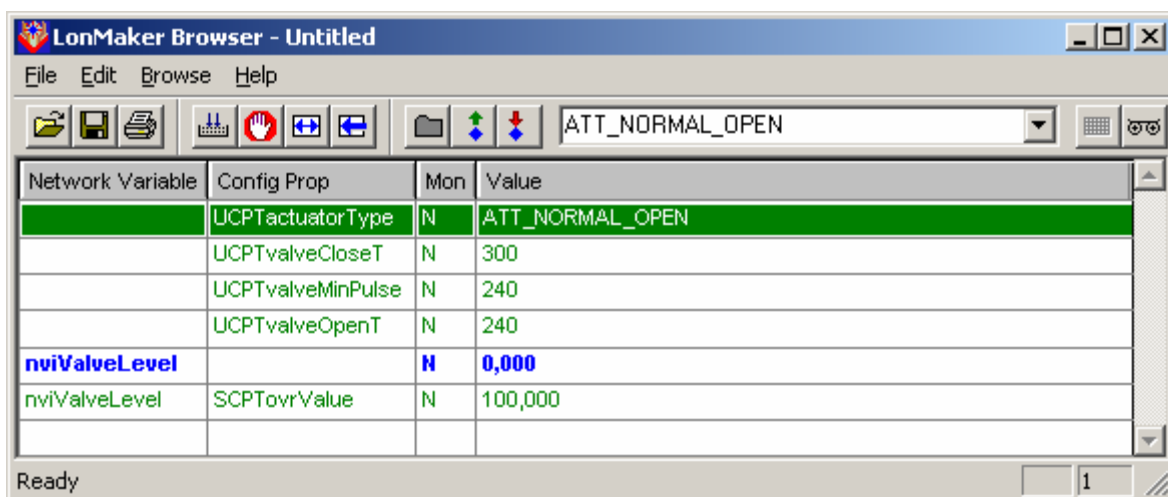 LonMaker Browser - Untitled
File Edit Browse Help
ATT_NORMAL_OPEN
Network Variable Config Prop Mon Value
UCPTactuatorType N ATT_NORMAL_OPEN
UCPTvalveCloseT N 300
UCPTvalveMinPulse N 240
UCPTvalveOpenT N 240
nviValveLevel N 0,000
nviValveLevel SCPTovrValue N 100,000
Ready 1